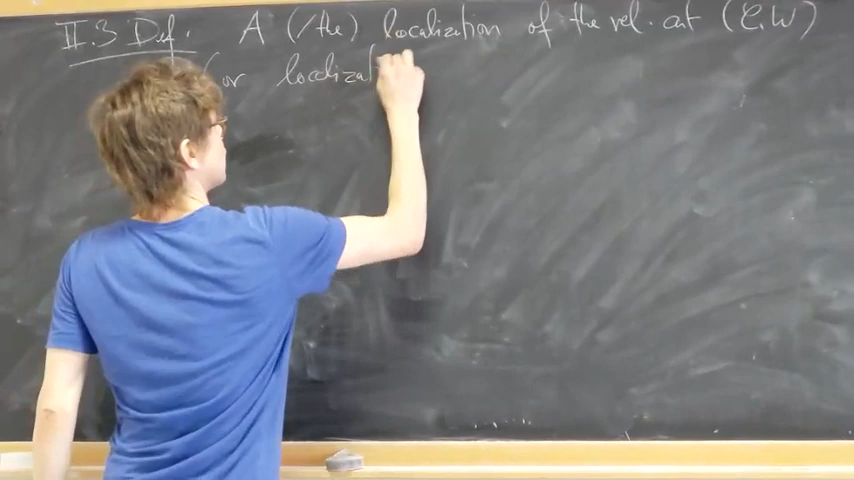 II.3 Def. A (/the) localization of the rel. cat (C,W)
(or localizat